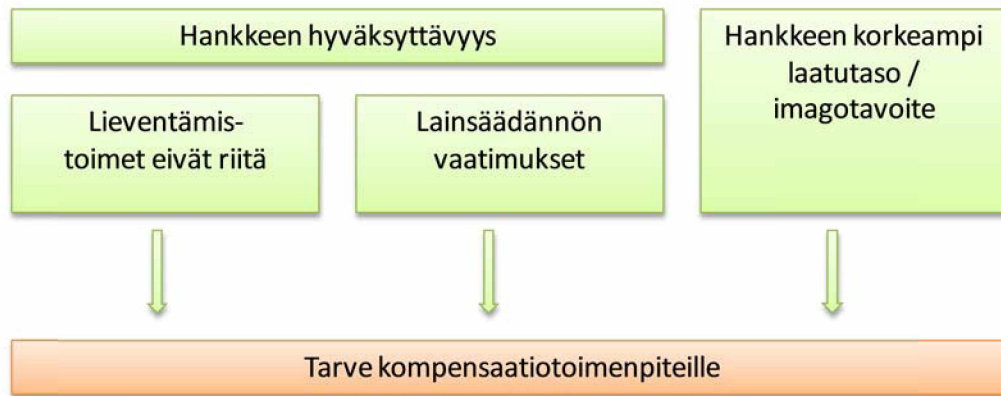 Hankkeen hyväksyttävyys
Lieventämis-
toimet eivät riitä
Lainsäädännön
vaatimukset
Hankkeen korkeampi
laatutaso /
imagotavoite
Tarve kompensaatiotoimenpiteille